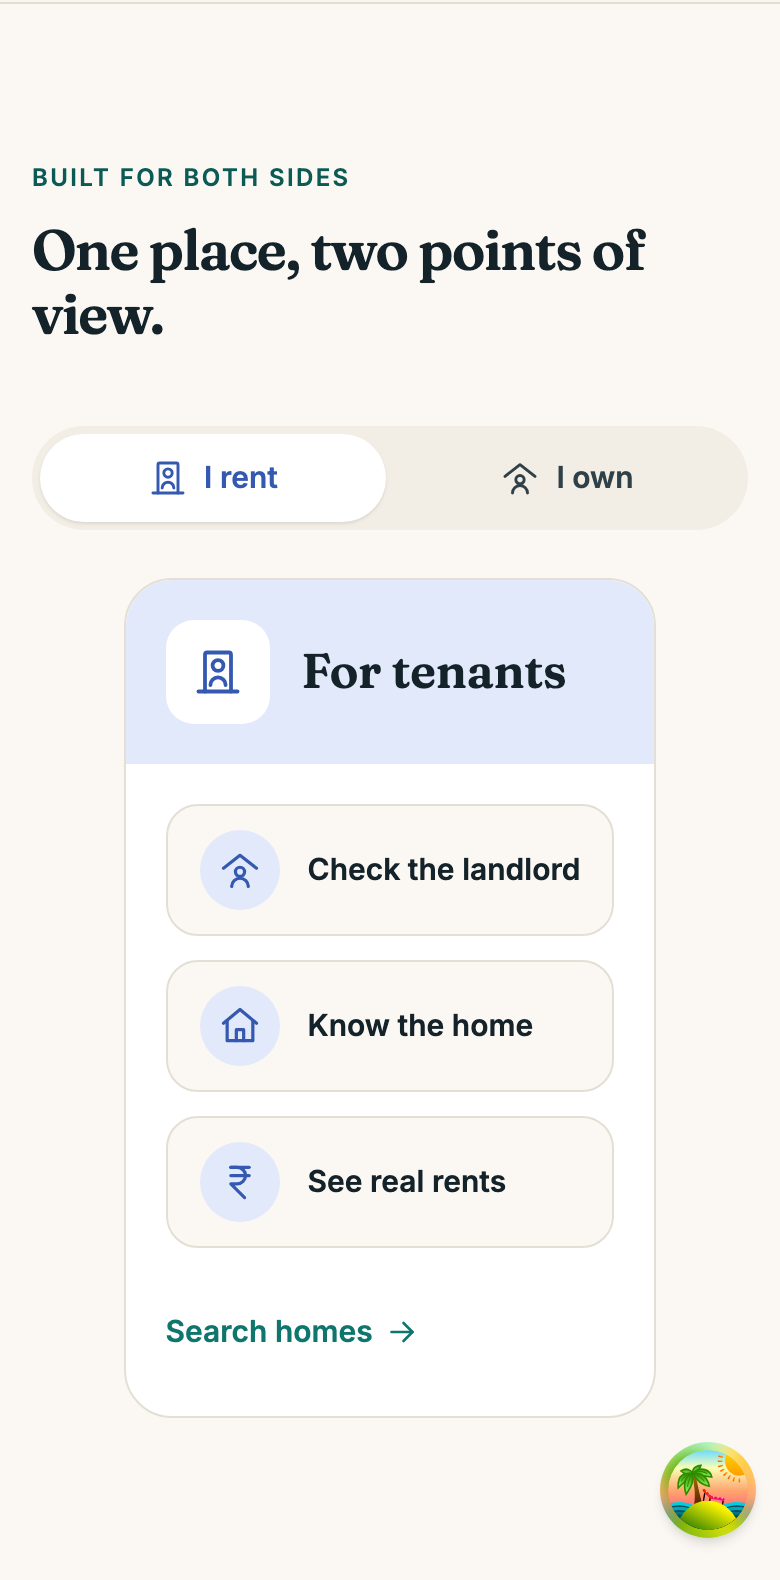 BUILT FOR BOTH SIDES
One place, two points of
view.
I rent
I own
For tenants
Check the landlord
Know the home
₹
See real rents
Search homes →